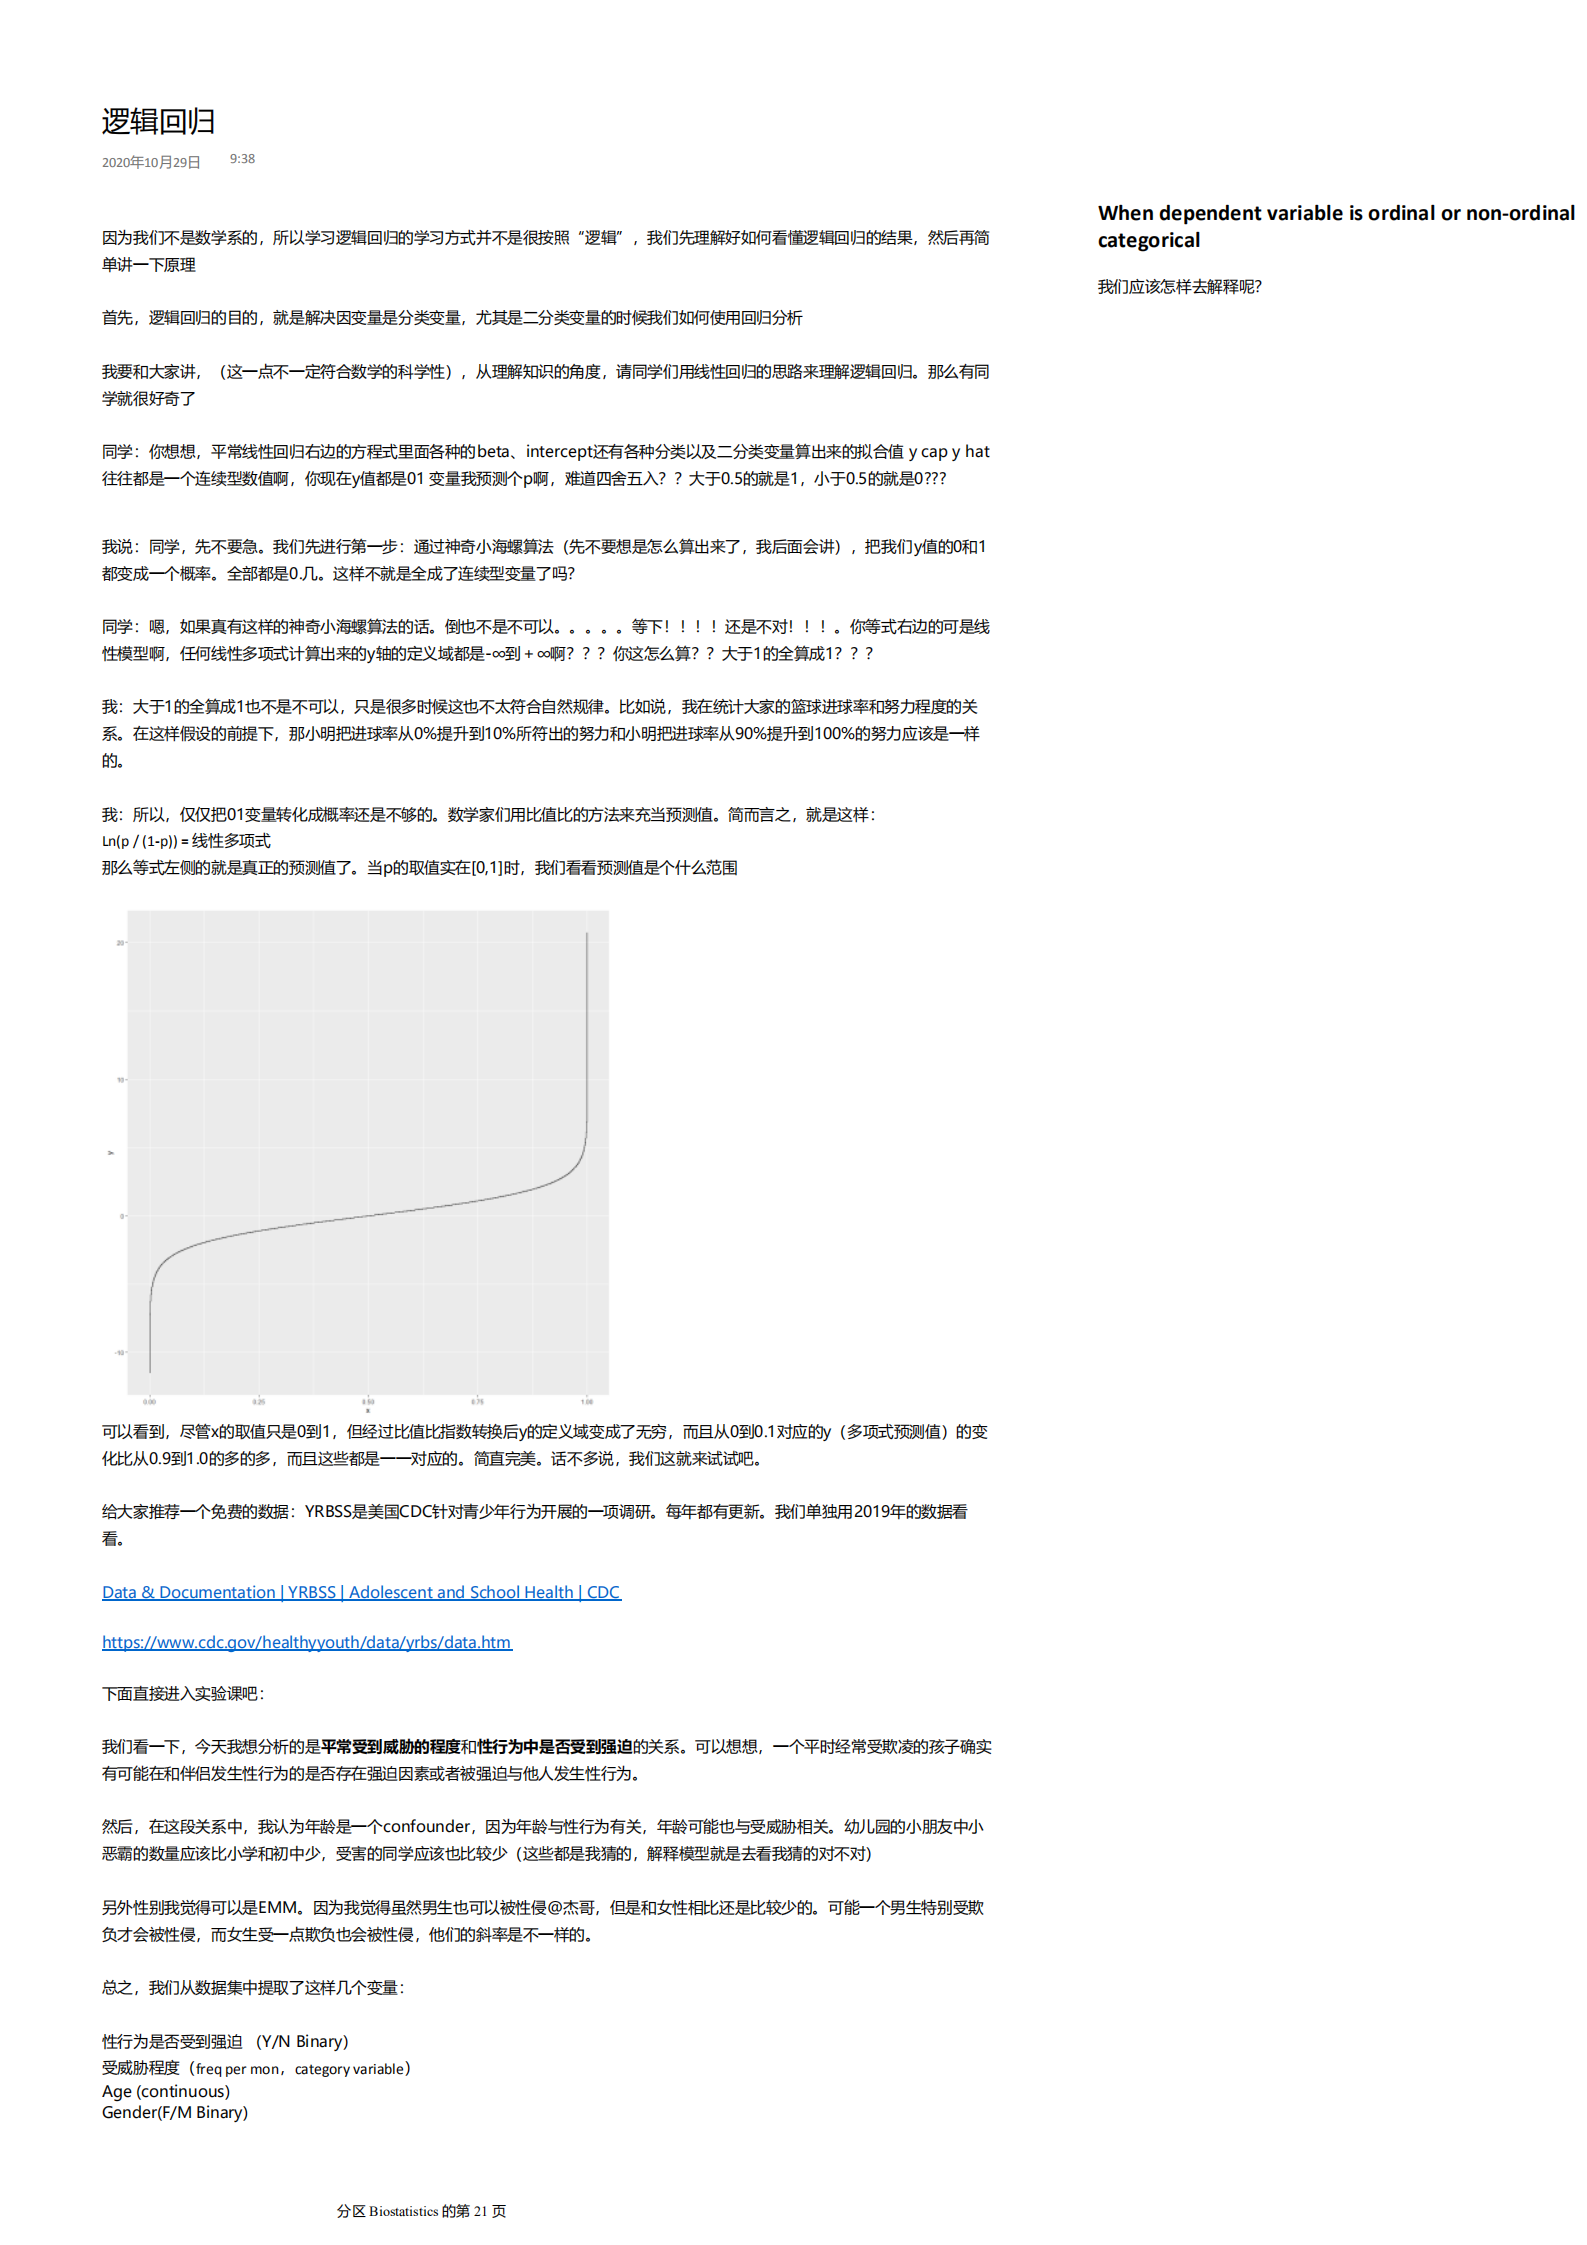 逻辑回归
2020年10月29日 9:38
因为我们不是数学系的，所以学习逻辑回归的学习方式并不是很按照“逻辑”，我们先理解好如何看懂逻辑回归的结果，然后再简
单讲一下原理
首先，逻辑回归的目的，就是解决因变量是分类变量，尤其是二分类变量的时候我们如何使用回归分析
我要和大家讲，（这一点不一定符合数学的科学性），从理解知识的角度，请同学们用线性回归的思路来理解逻辑回归。那么有同
学就很好奇了
同学：你想想，平常线性回归右边的方程式里面各种的beta、intercept还有各种分类以及二分类变量算出来的拟合值 y cap y hat
往往都是一个连续型数值啊，你现在y值都是01 变量我预测个p啊，难道四舍五入？？大于0.5的就是1，小于0.5的就是0???
我说：同学，先不要急。我们先进行第一步：通过神奇小海螺算法（先不要想是怎么算出来了，我后面会讲），把我们y值的0和1
都变成一个概率。全部都是0.几。这样不就是全成了连续型变量了吗？
同学：嗯，如果真有这样的神奇小海螺算法的话。倒也不是不可以。。。。。等下！！！！还是不对！！！。你等式右边的可是线
性模型啊，任何线性多项式计算出来的y轴的定义域都是-∞到＋∞啊？？？你这怎么算？？大于1的全算成1？？？
我：大于1的全算成1也不是不可以，只是很多时候这也不太符合自然规律。比如说，我在统计大家的篮球进球率和努力程度的关
系。在这样假设的前提下，那小明把进球率从0%提升到10%所符出的努力和小明把进球率从90%提升到100%的努力应该是一样
的。
我：所以，仅仅把01变量转化成概率还是不够的。数学家们用比值比的方法来充当预测值。简而言之，就是这样：
Ln(p / (1-p)) = 线性多项式
那么等式左侧的就是真正的预测值了。当p的取值实在[0,1]时，我们看看预测值是个什么范围
20
10
y
0
-10
0.00 0.25 0.50 0.75 1.00
x
可以看到，尽管x的取值只是0到1，但经过比值比指数转换后y的定义域变成了无穷，而且从0到0.1对应的y（多项式预测值）的变
化比从0.9到1.0的多的多，而且这些都是一一对应的。简直完美。话不多说，我们这就来试试吧。
给大家推荐一个免费的数据：YRBSS是美国CDC针对青少年行为开展的一项调研。每年都有更新。我们单独用2019年的数据看
看。
Data & Documentation | YRBSS | Adolescent and School Health | CDC
https://www.cdc.gov/healthyyouth/data/yrbs/data.htm
下面直接进入实验课吧：
我们看一下，今天我想分析的是平常受到威胁的程度和性行为中是否受到强迫的关系。可以想想，一个平时经常受欺凌的孩子确实
有可能在和伴侣发生性行为的是否存在强迫因素或者被强迫与他人发生性行为。
然后，在这段关系中，我认为年龄是一个confounder，因为年龄与性行为有关，年龄可能也与受威胁相关。幼儿园的小朋友中小
恶霸的数量应该比小学和初中少，受害的同学应该也比较少（这些都是我猜的，解释模型就是去看我猜的对不对）
另外性别我觉得可以是EMM。因为我觉得虽然男生也可以被性侵@杰哥，但是和女性相比还是比较少的。可能一个男生特别受欺
负才会被性侵，而女生受一点欺负也会被性侵，他们的斜率是不一样的。
总之，我们从数据集中提取了这样几个变量：
性行为是否受到强迫 （Y/N Binary）
受威胁程度（freq per mon，category variable）
Age (continuous)
Gender(F/M Binary)
When dependent variable is ordinal or non-ordinal
categorical
我们应该怎样去解释呢？
分区 Biostatistics 的第 21 页